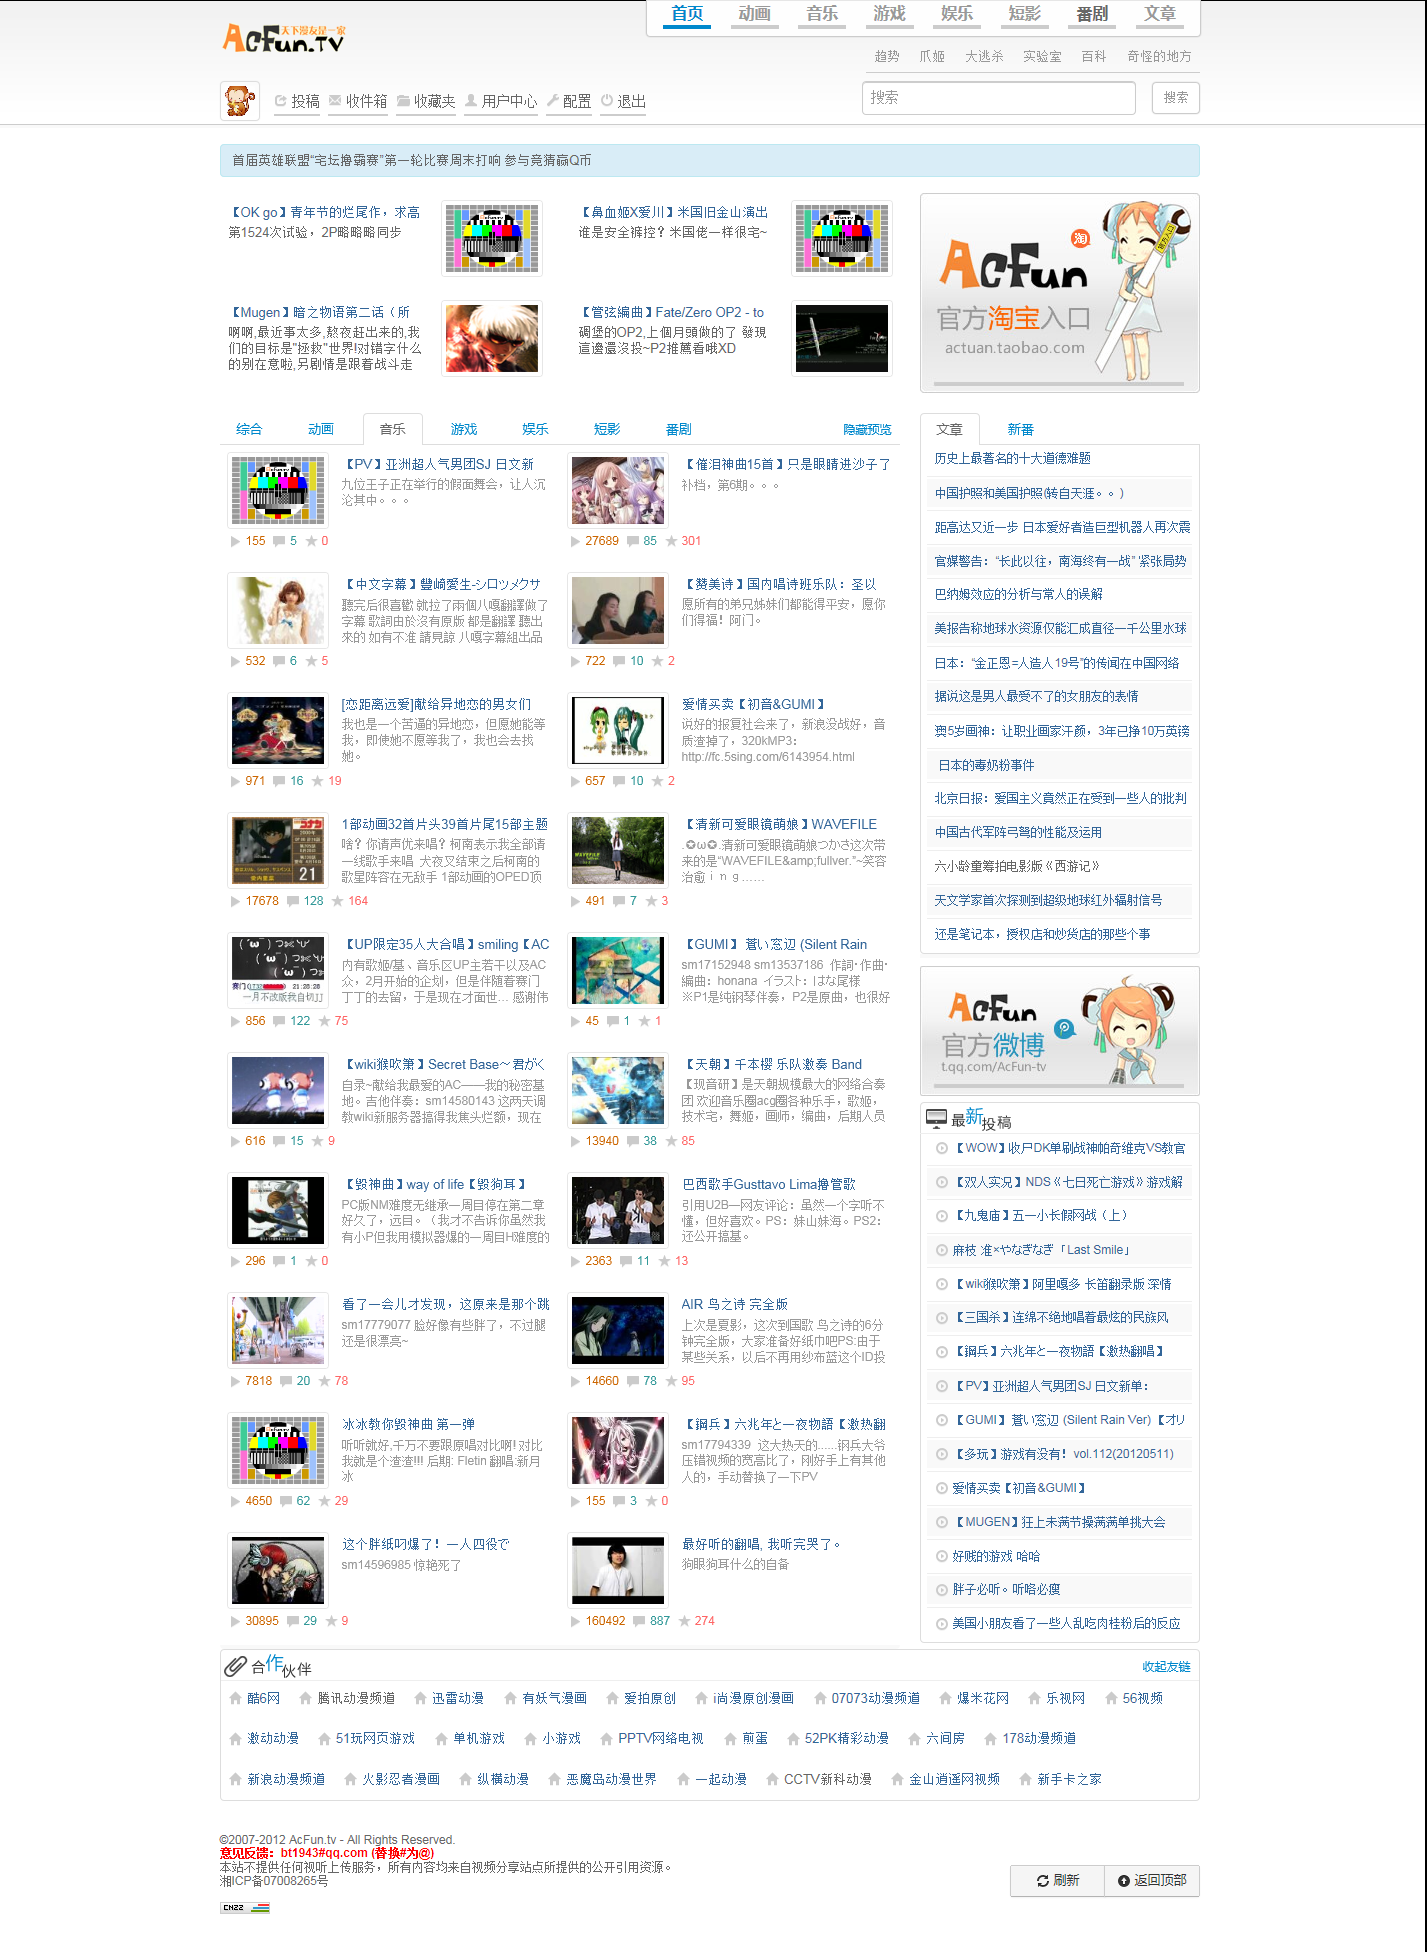 首页 动画 音乐 游戏 娱乐 短影 番剧 文章
AcFun.TV 天下漫友是一家
趋势 爪姬 大逃杀 实验室 百科 奇怪的地方
投稿 收件箱 收藏夹 用户中心 配置 退出
搜索 搜索
首届英雄联盟“宅坛撸霸赛”第一轮比赛周末打响 参与竞猜赢Q币
【OK go】青年节的烂尾作，求高
第1524次试验，2P略略略同步
【鼻血姬X爱川】米国旧金山演出
谁是安全裤控？米国佬一样很宅~
【Mugen】暗之物语第二话（所
啊啊,最近事太多,熬夜赶出来的,我
们的目标是"拯救"世界!对错字什么
的别在意啦,另剧情是跟着战斗走
【管弦編曲】Fate/Zero OP2 - to
碉堡的OP2,上個月頭做的了 發現
這邊還沒投~P2推薦看哦XD
AcFun 淘
官方淘宝入口
actuan.taobao.com
综合 动画 音乐 游戏 娱乐 短影 番剧 隐藏预览
【PV】亚洲超人气男团SJ 日文新
九位王子正在举行的假面舞会，让人沉
沦其中。。。
155 5 0
【催泪神曲15首】只是眼睛进沙子了
补档，第6期。。。
27689 85 301
【中文字幕】豐崎愛生-シロツメクサ
聽完后很喜歡 就拉了兩個八嘎翻譯做了
字幕 歌詞由於沒有原版 都是翻譯 聽出
來的 如有不准 請見諒 八嘎字幕組出品
532 6 5
【赞美诗】国内唱诗班乐队：圣以
愿所有的弟兄姊妹们都能得平安，愿你
们得福！阿门。
722 10 2
[恋距离远爱]献给异地恋的男女们
我也是一个苦逼的异地恋，但愿她能等
我，即使她不愿等我了，我也会去找
她。
971 16 19
爱情买卖【初音&GUMI】
说好的报复社会来了，新浪没战好，音
质渣掉了，320kMP3：
http://fc.5sing.com/6143954.html
657 10 2
1部动画32首片头39首片尾15部主题
啥？你请声优来唱？柯南表示我全部请
一线歌手来唱 犬夜叉结束之后柯南的
歌星阵容在无敌手 1部动画的OPED顶
17678 128 164
【清新可爱眼镜萌娘】WAVEFILE
.✪ω✪.清新可爱眼镜萌娘つかさ这次带
来的是“WAVEFILE&amp;fullver.”~笑容
治愈ｉｎｇ……
491 7 3
【UP限定35人大合唱】smiling【AC
内有歌姬/基、音乐区UP主若干以及AC
众，2月开始的企划，但是伴随着赛门
丁丁的去留，于是现在才面世... 感谢伟
856 122 75
【GUMI】 蒼い窓辺 (Silent Rain
sm17152948 sm13537186 作詞･作曲･
編曲：honana イラスト：はな尾様
※P1是纯钢琴伴奏，P2是原曲，也很好
45 1 1
【wiki猴吹箫】Secret Base～君がく
自录~献给我最爱的AC——我的秘密基
地。吉他伴奏：sm14580143 这两天调
教wiki新服务器搞得我焦头烂额，现在
616 15 9
【天朝】千本樱 乐队激奏 Band
【现音研】是天朝规模最大的网络合奏
团 欢迎音乐圈acg圈各种乐手，歌姬，
技术宅，舞姬，画师，编曲，后期人员
13940 38 85
【毁神曲】way of life【毁狗耳】
PC版NM难度无继承一周目停在第二章
好久了，远目。（我才不告诉你虽然我
有小P但我用模拟器爆的一周目H难度的
296 1 0
巴西歌手Gusttavo Lima撸管歌
引用U2B—网友评论：虽然一个字听不
懂，但好喜欢。PS：妹山妹海。PS2：
还公开搞基。
2363 11 13
看了一会儿才发现，这原来是那个跳
sm17779077 脸好像有些胖了，不过腿
还是很漂亮~
7818 20 78
AIR 鸟之诗 完全版
上次是夏影，这次到国歌 鸟之诗的6分
钟完全版，大家准备好纸巾吧PS:由于
某些关系，以后不再用纱布蓝这个ID投
14660 78 95
冰冰教你毁神曲 第一弹
听听就好,千万不要跟原唱对比啊! 对比
我就是个渣渣!!! 后期: Fletin 翻唱:新月
冰
4650 62 29
【鋼兵】六兆年と一夜物語【激热翻
sm17794339 这大热天的......钢兵大爷
压错视频的宽高比了，刚好手上有其他
人的，手动替换了一下PV
155 3 0
这个胖纸叼爆了！一人四役で
sm14596985 惊艳死了
30895 29 9
最好听的翻唱, 我听完哭了。
狗眼狗耳什么的自备
160492 887 274
文章 新番
历史上最著名的十大道德难题
中国护照和美国护照(转自天涯。。)
距高达又近一步 日本爱好者造巨型机器人再次震
官媒警告：“长此以往，南海终有一战” 紧张局势
巴纳姆效应的分析与常人的误解
美报告称地球水资源仅能汇成直径一千公里水球
日本：“金正恩=人造人19号”的传闻在中国网络
据说这是男人最受不了的女朋友的表情
澳5岁画神：让职业画家汗颜，3年已挣10万英镑
日本的毒奶粉事件
北京日报：爱国主义竟然正在受到一些人的批判
中国古代军阵弓弩的性能及运用
六小龄童筹拍电影版《西游记》
天文学家首次探测到超级地球红外辐射信号
还是笔记本，授权店和炒货店的那些个事
AcFun
官方微博
t.qq.com/AcFun-tv
最新投稿
【WOW】收尸DK单刷战神帕奇维克VS教官
【双人实况】NDS《七日死亡游戏》游戏解
【九鬼庙】五一小长假网战（上）
麻枝 准×やなぎなぎ「Last Smile」
【wiki猴吹箫】阿里嘎多 长笛翻录版 深情
【三国杀】连绵不绝地唱着最炫的民族风
【鋼兵】六兆年と一夜物語【激热翻唱】
【PV】亚洲超人气男团SJ 日文新单：
【GUMI】 蒼い窓辺 (Silent Rain Ver)【オリ
【多玩】游戏有没有！vol.112(20120511)
爱情买卖【初音&GUMI】
【MUGEN】狂上未满节操满满单挑大会
好贱的游戏 哈哈
胖子必听。听咯必瘦
美国小朋友看了一些人乱吃肉桂粉后的反应
合作伙伴 收起友链
酷6网 腾讯动漫频道 迅雷动漫 有妖气漫画 爱拍原创 i尚漫原创漫画 07073动漫频道 爆米花网 乐视网 56视频
激动动漫 51玩网页游戏 单机游戏 小游戏 PPTV网络电视 煎蛋 52PK精彩动漫 六间房 178动漫频道
新浪动漫频道 火影忍者漫画 纵横动漫 恶魔岛动漫世界 一起动漫 CCTV新科动漫 金山逍遥网视频 新手卡之家
©2007-2012 AcFun.tv - All Rights Reserved.
意见反馈：bt1943#qq.com (替换#为@)
本站不提供任何视听上传服务，所有内容均来自视频分享站点所提供的公开引用资源。
湘ICP备07008265号
刷新 返回顶部
CNZZ